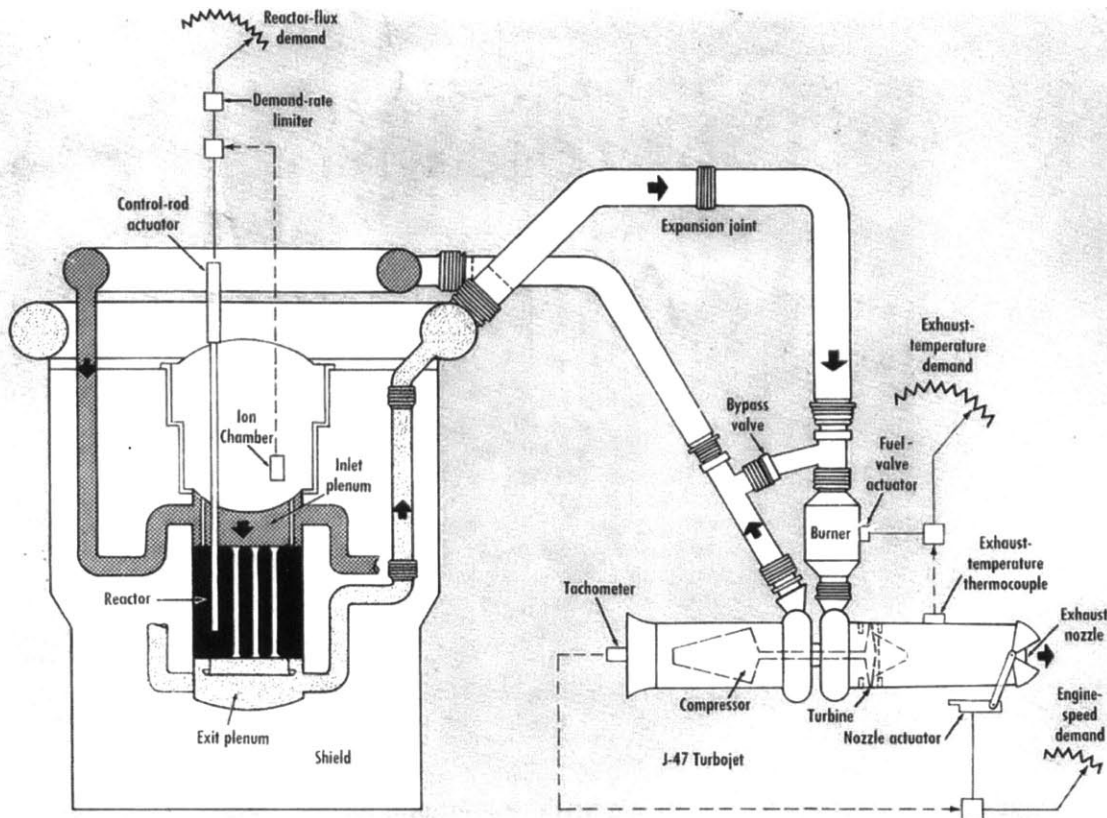 Reactor-flux
demand
Demand-rate
limiter
Control-rod
actuator
Expansion joint
Exhaust-
temperature
demand
Bypass
valve
Fuel-
valve
actuator
Ion
Chamber
Inlet
plenum
Burner
Exhaust-
temperature
thermocouple
Tachometer
Reactor
Exhaust
nozzle
Compressor
Turbine
Engine-
speed
demand
Nozzle actuator
Exit plenum
Shield
J-47 Turbojet